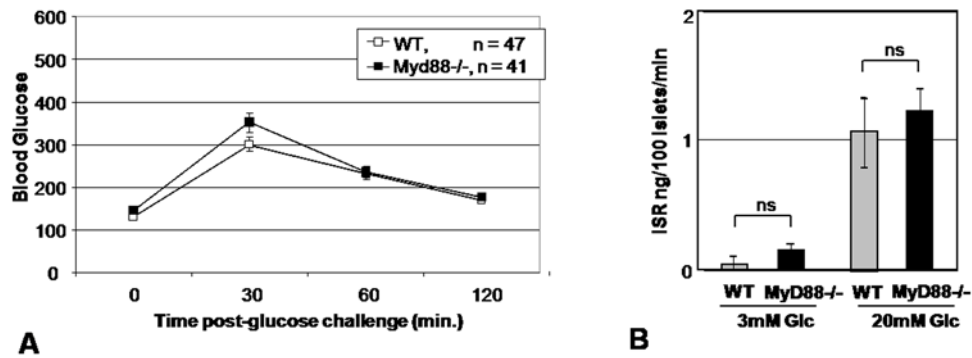 600
500
400
300
200
100
0
Blood Glucose
WT, n = 47
Myd88-/-, n = 41
0 30 60 120
Time post-glucose challenge (min.)
A
2
1
0
ISR ng/100 Islets/min
ns
ns
WT MyD88-/- WT MyD88-/-
3mM Glc 20mM Glc
B